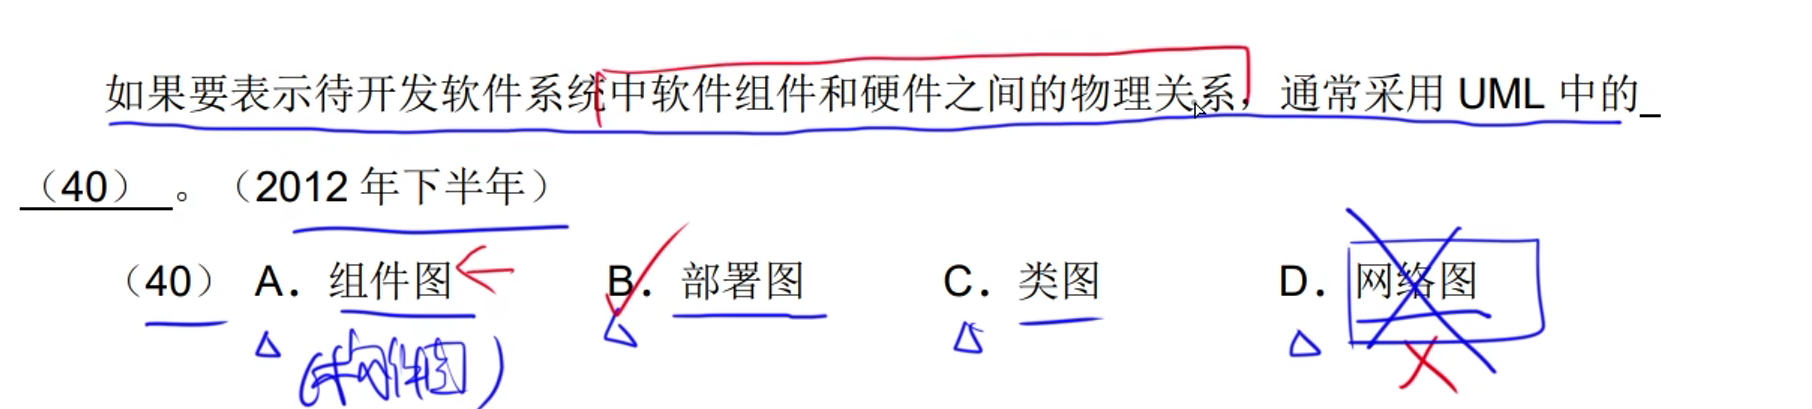 如果要表示待开发软件系统中软件组件和硬件之间的物理关系，通常采用 UML 中的
（40）。（2012 年下半年）
（40） A. 组件图 B. 部署图 C. 类图 D. 网络图
(构件图)